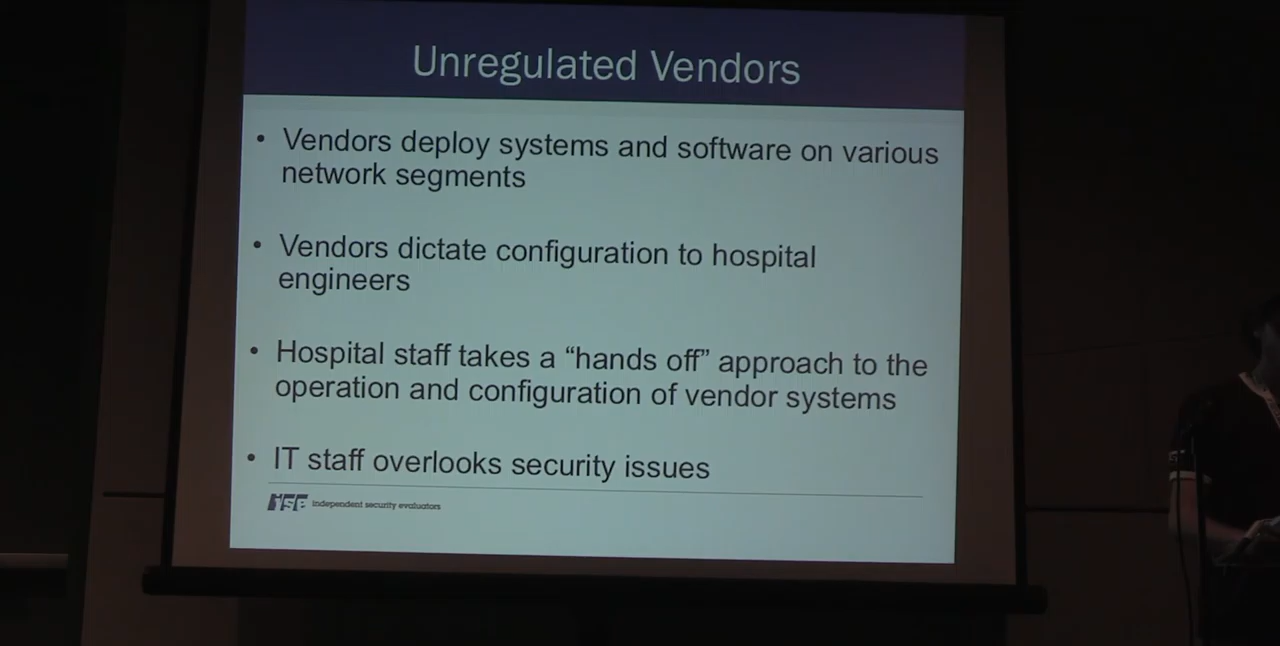 Unregulated Vendors
• Vendors deploy systems and software on various
network segments
• Vendors dictate configuration to hospital
engineers
• Hospital staff takes a “hands off” approach to the
operation and configuration of vendor systems
• IT staff overlooks security issues
ise independent security evaluators